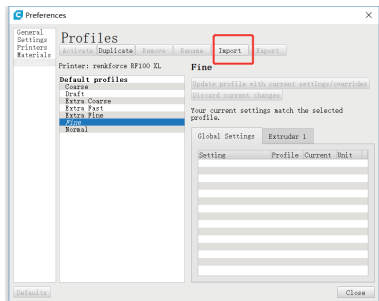 Preferences
General
Settings
Printers
Materials
Profiles
Activate Duplicate Remove Rename Import Export
Printer: renkforce RF100 XL
Default profiles
Coarse
Draft
Extra Coarse
Extra Fast
Extra Fine
Fine
Normal
Fine
Update profile with current settings/overrides
Discard current changes
Your current settings match the selected
profile.
Global Settings Extruder 1
Setting Profile Current Unit
Defaults Close